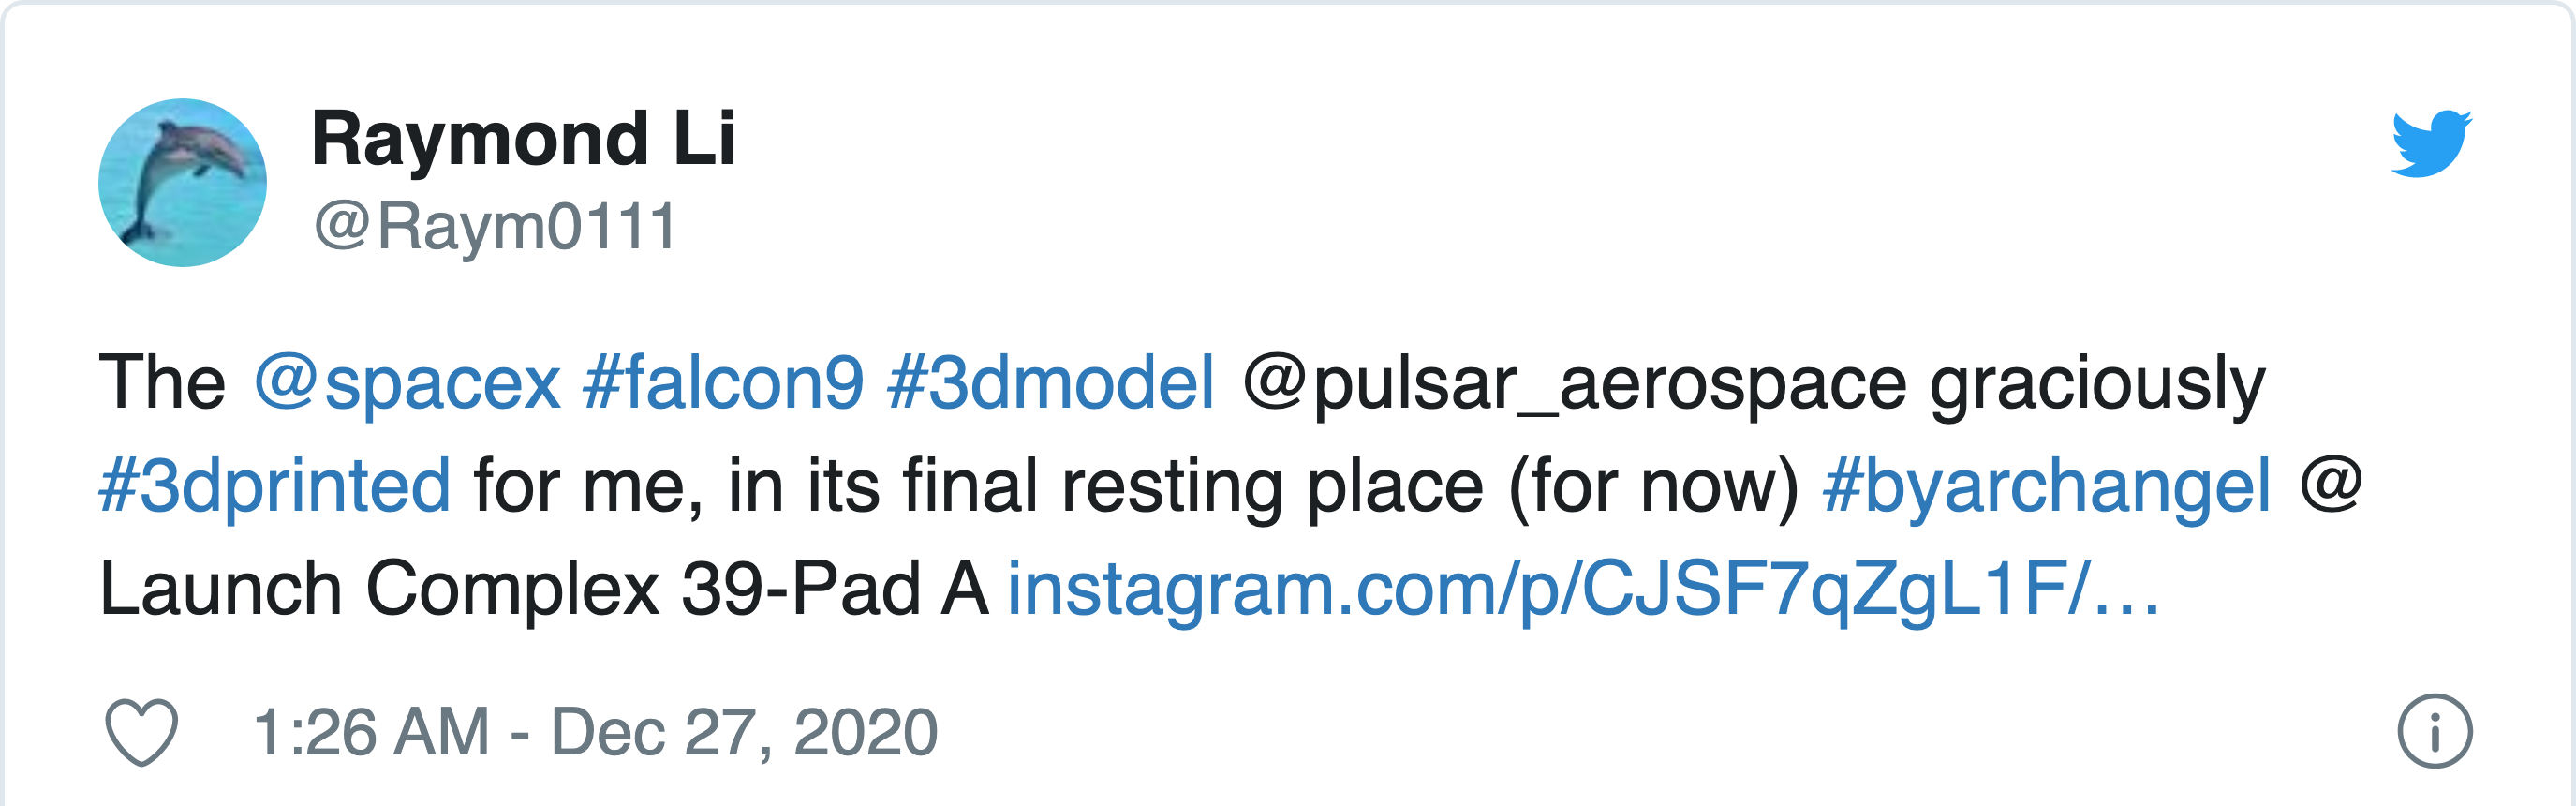 Raymond Li
@Raym0111
The @spacex #falcon9 #3dmodel @pulsar_aerospace graciously
#3dprinted for me, in its final resting place (for now) #byarchangel @
Launch Complex 39-Pad A instagram.com/p/CJSF7qZgL1F/…
1:26 AM - Dec 27, 2020